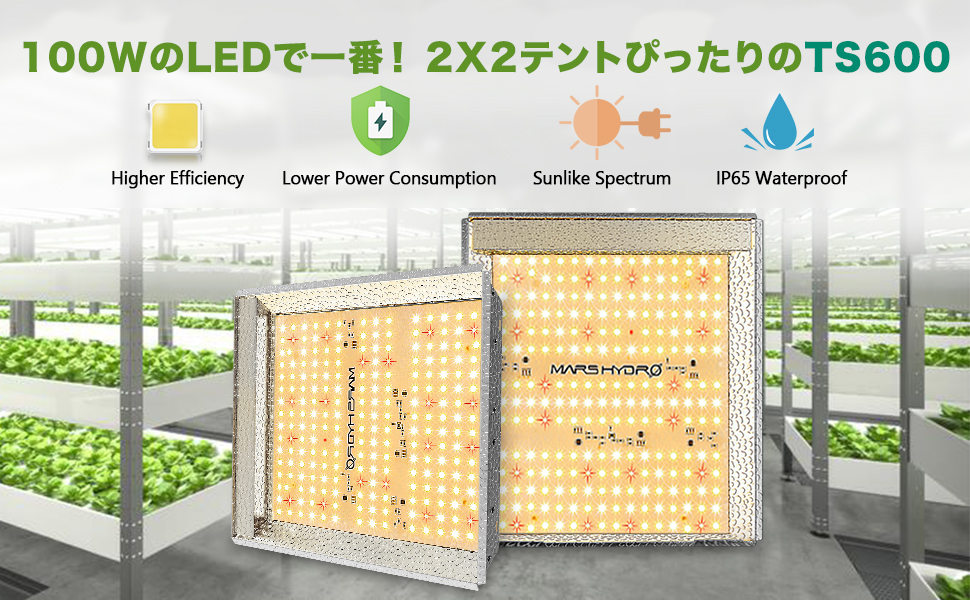 100WのLEDで一番！2X2テントぴったりのTS600
Higher Efficiency
Lower Power Consumption
Sunlike Spectrum
IP65 Waterproof
MARS HYDRO
MARS HYDRO